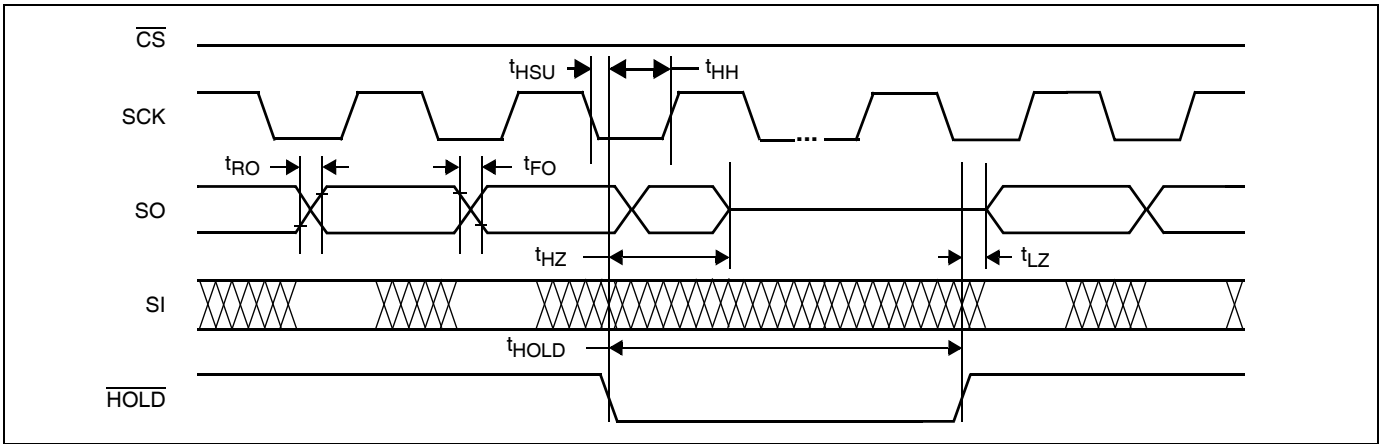 CS
tHSU
tHH
SCK
...
tRO
tFO
SO
tHZ
tLZ
SI
tHOLD
HOLD